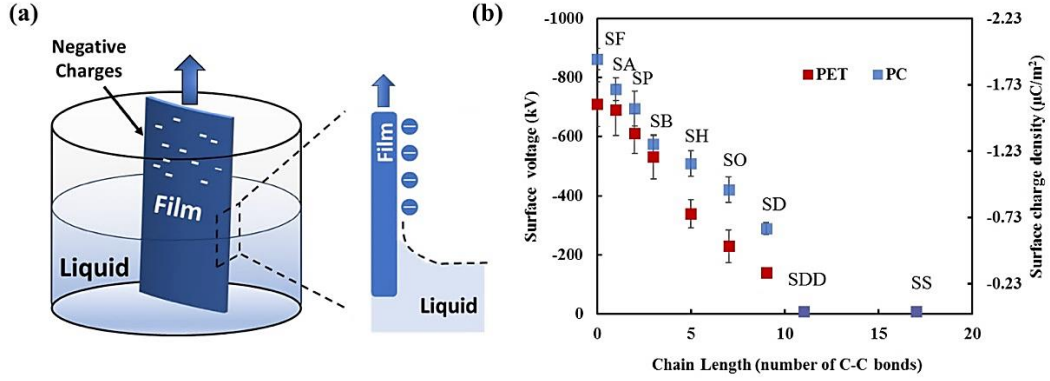 (a)
Negative
Charges
Film
Liquid
Film
Liquid
(b)
Surface voltage (kV)
-1000
-800
-600
-400
-200
0
SF
SA
SP
SB
SH
SO
SD
SDD
SS
PET
PC
-2.23
-1.73
-1.23
-0.73
-0.23
Surface charge density (μC/m²)
0 5 10 15 20
Chain Length (number of C-C bonds)